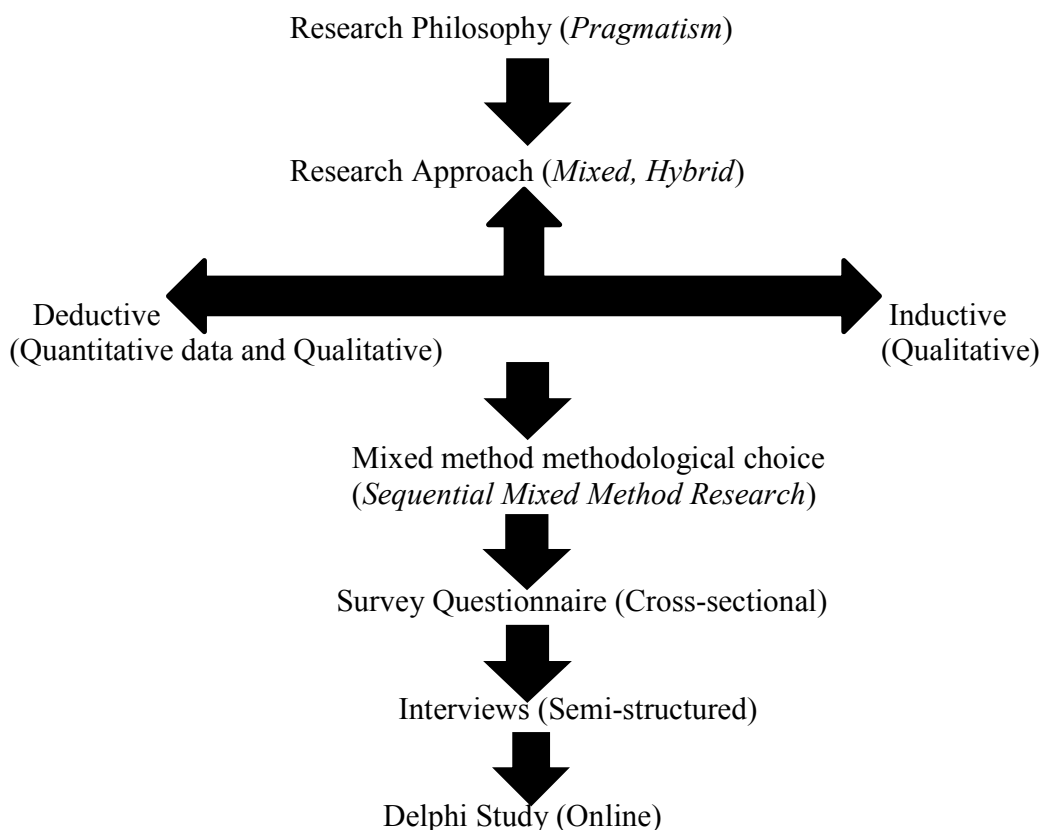 Research Philosophy (Pragmatism)
Research Approach (Mixed, Hybrid)
Deductive
(Quantitative data and Qualitative)
Inductive
(Qualitative)
Mixed method methodological choice
(Sequential Mixed Method Research)
Survey Questionnaire (Cross-sectional)
Interviews (Semi-structured)
Delphi Study (Online)